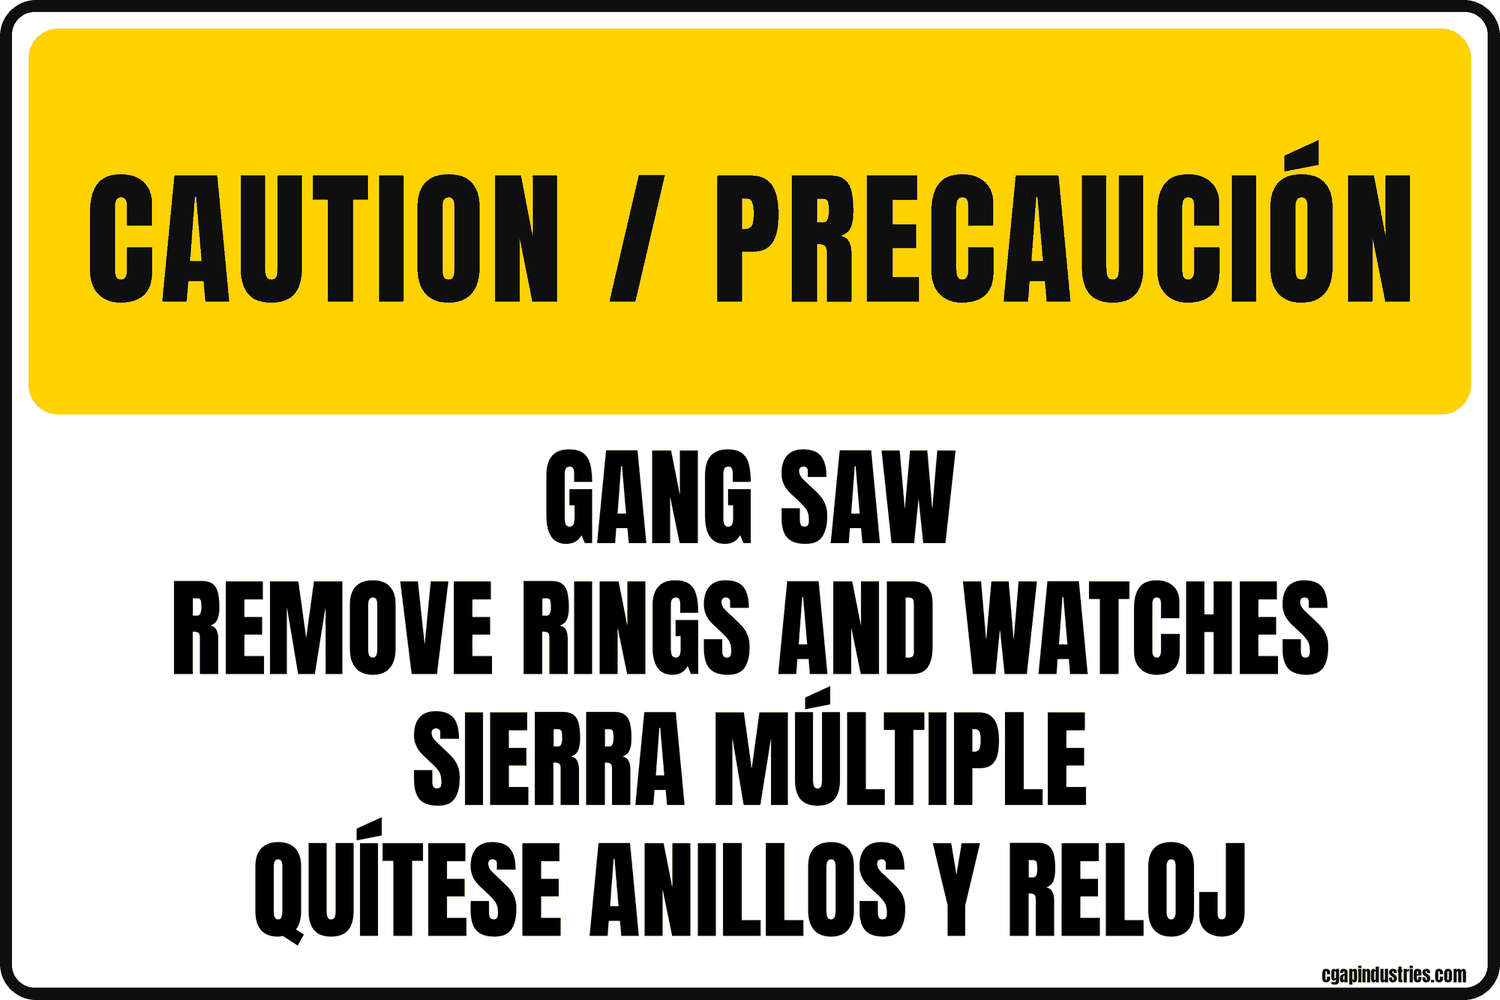 CAUTION / PRECAUCIÓN
GANG SAW
REMOVE RINGS AND WATCHES
SIERRA MÚLTIPLE
QUÍTESE ANILLOS Y RELOJ
cgapindustries.com